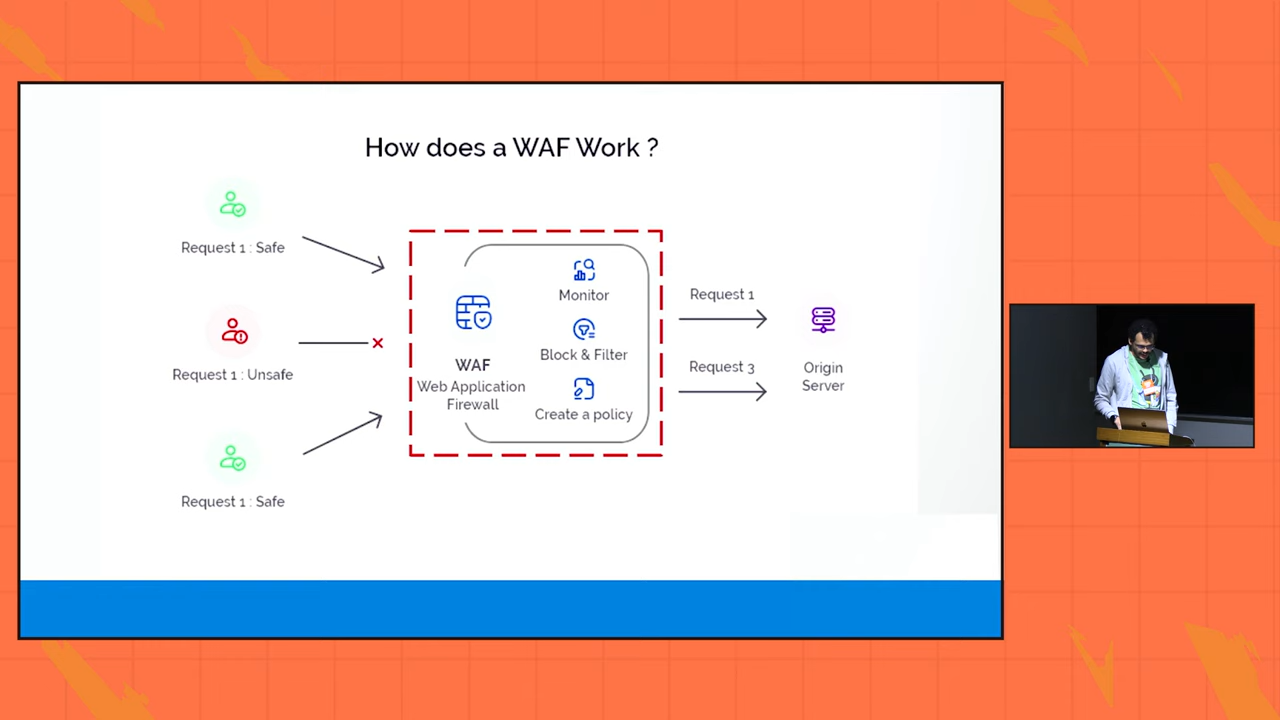 How does a WAF Work ?
Request 1 : Safe
Request 1 : Unsafe
Request 1 : Safe
WAF
Web Application
Firewall
Monitor
Block & Filter
Create a policy
Request 1
Request 3
Origin
Server